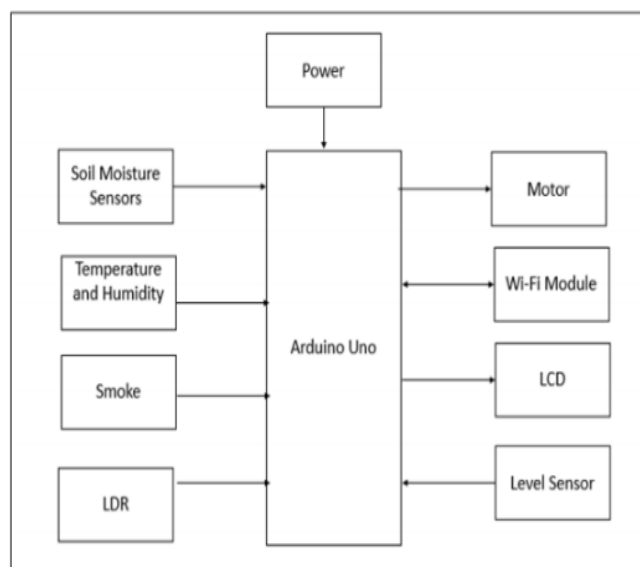 Power
Soil Moisture
Sensors
Motor
Temperature
and Humidity
Wi-Fi Module
Arduino Uno
Smoke
LCD
LDR
Level Sensor